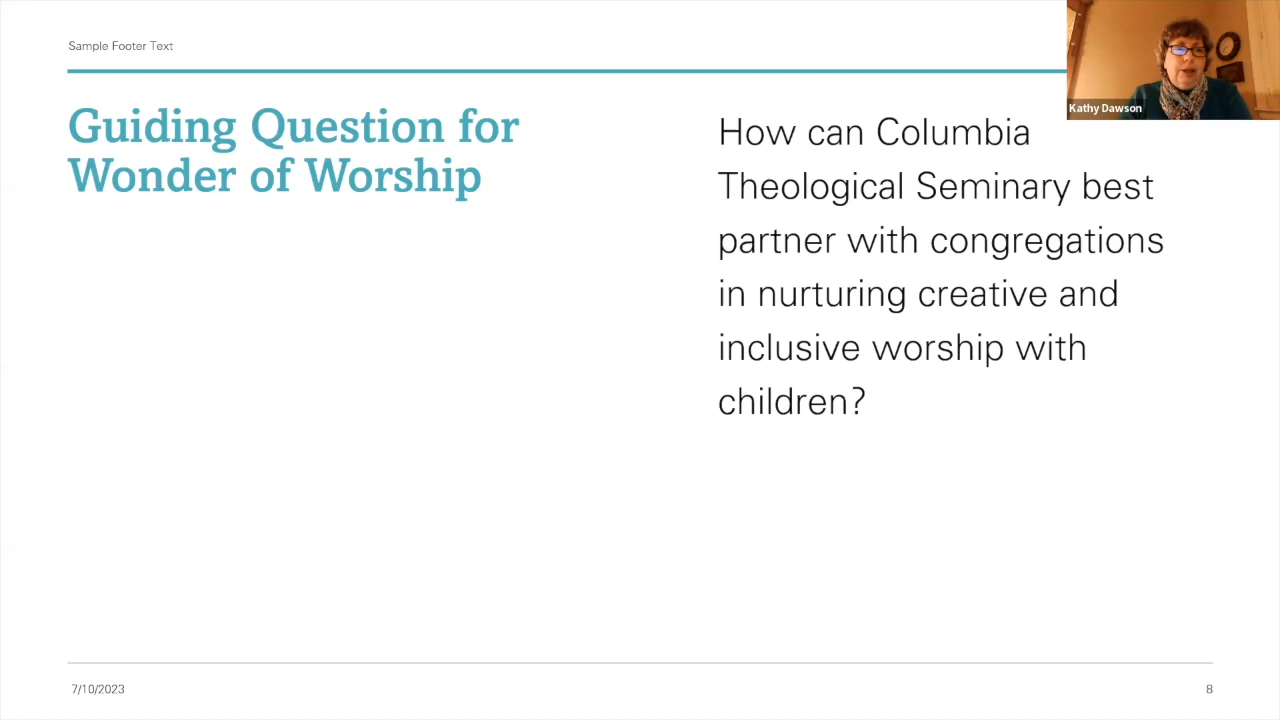 Sample Footer Text
Kathy Dawson
Guiding Question for
Wonder of Worship
How can Columbia
Theological Seminary best
partner with congregations
in nurturing creative and
inclusive worship with
children?
7/10/2023
8